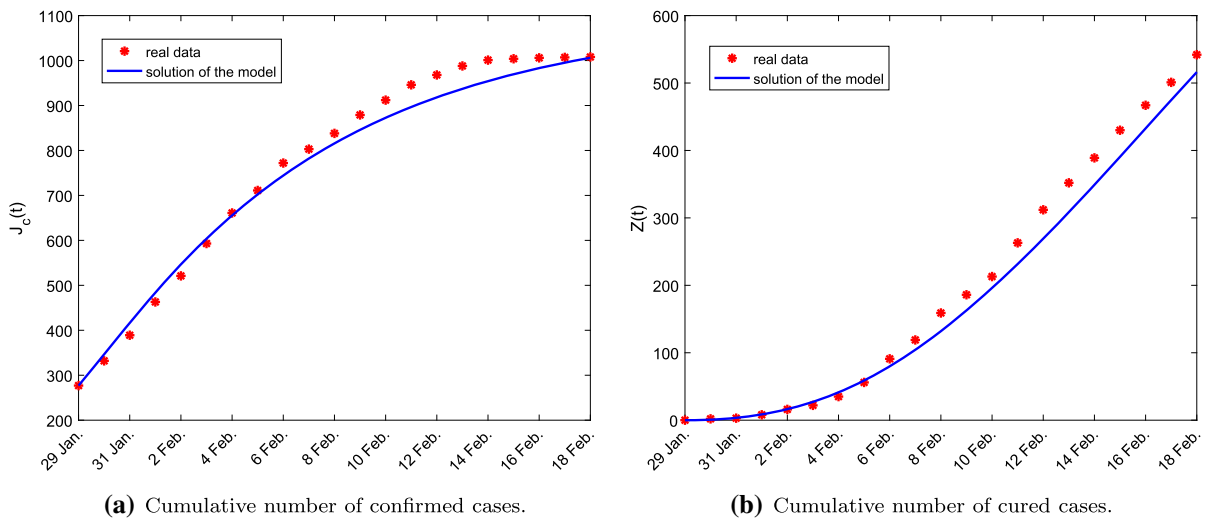 1100
1000
900
800
700
600
500
400
300
200
J_c(t)
real data
solution of the model
29 Jan.
31 Jan.
2 Feb.
4 Feb.
6 Feb.
8 Feb.
10 Feb.
12 Feb.
14 Feb.
16 Feb.
18 Feb.
(a) Cumulative number of confirmed cases.
600
500
400
300
200
100
0
Z(t)
real data
solution of the model
29 Jan.
31 Jan.
2 Feb.
4 Feb.
6 Feb.
8 Feb.
10 Feb.
12 Feb.
14 Feb.
16 Feb.
18 Feb.
(b) Cumulative number of cured cases.